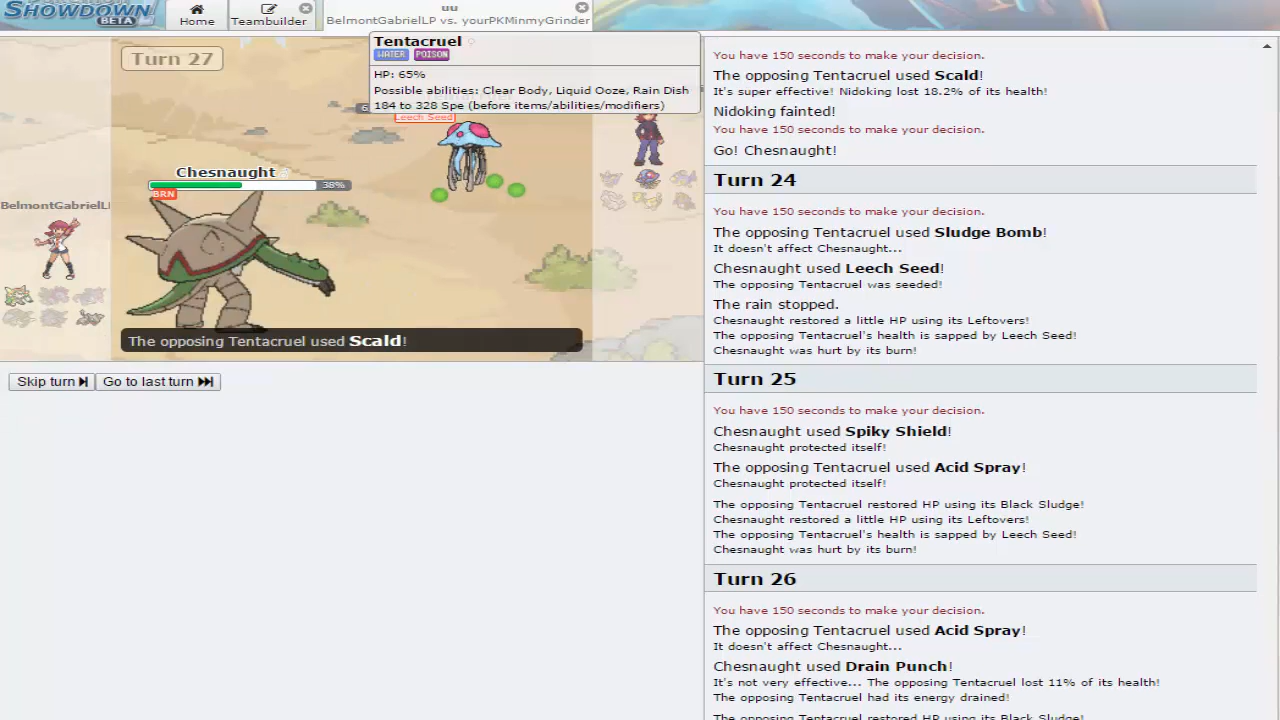 SHOWDOWN
BETA
Home
Teambuilder
uu
BelmontGabrielLP vs. yourPKMinmyGrinder
Turn 27
Tentacruel
WATER POISON
HP: 65%
Possible abilities: Clear Body, Liquid Ooze, Rain Dish
184 to 328 Spe (before items/abilities/modifiers)
Leech Seed
Chesnaught
38%
BRN
BelmontGabrielL
The opposing Tentacruel used Scald!
Skip turn
Go to last turn
You have 150 seconds to make your decision.
The opposing Tentacruel used Scald!
It's super effective! Nidoking lost 18.2% of its health!
Nidoking fainted!
You have 150 seconds to make your decision.
Go! Chesnaught!
Turn 24
You have 150 seconds to make your decision.
The opposing Tentacruel used Sludge Bomb!
It doesn't affect Chesnaught...
Chesnaught used Leech Seed!
The opposing Tentacruel was seeded!
The rain stopped.
Chesnaught restored a little HP using its Leftovers!
The opposing Tentacruel's health is sapped by Leech Seed!
Chesnaught was hurt by its burn!
Turn 25
You have 150 seconds to make your decision.
Chesnaught used Spiky Shield!
Chesnaught protected itself!
The opposing Tentacruel used Acid Spray!
Chesnaught protected itself!
The opposing Tentacruel restored HP using its Black Sludge!
Chesnaught restored a little HP using its Leftovers!
The opposing Tentacruel's health is sapped by Leech Seed!
Chesnaught was hurt by its burn!
Turn 26
You have 150 seconds to make your decision.
The opposing Tentacruel used Acid Spray!
It doesn't affect Chesnaught...
Chesnaught used Drain Punch!
It's not very effective... The opposing Tentacruel lost 11% of its health!
The opposing Tentacruel had its energy drained!
The opposing Tentacruel restored HP using its Black Sludge!